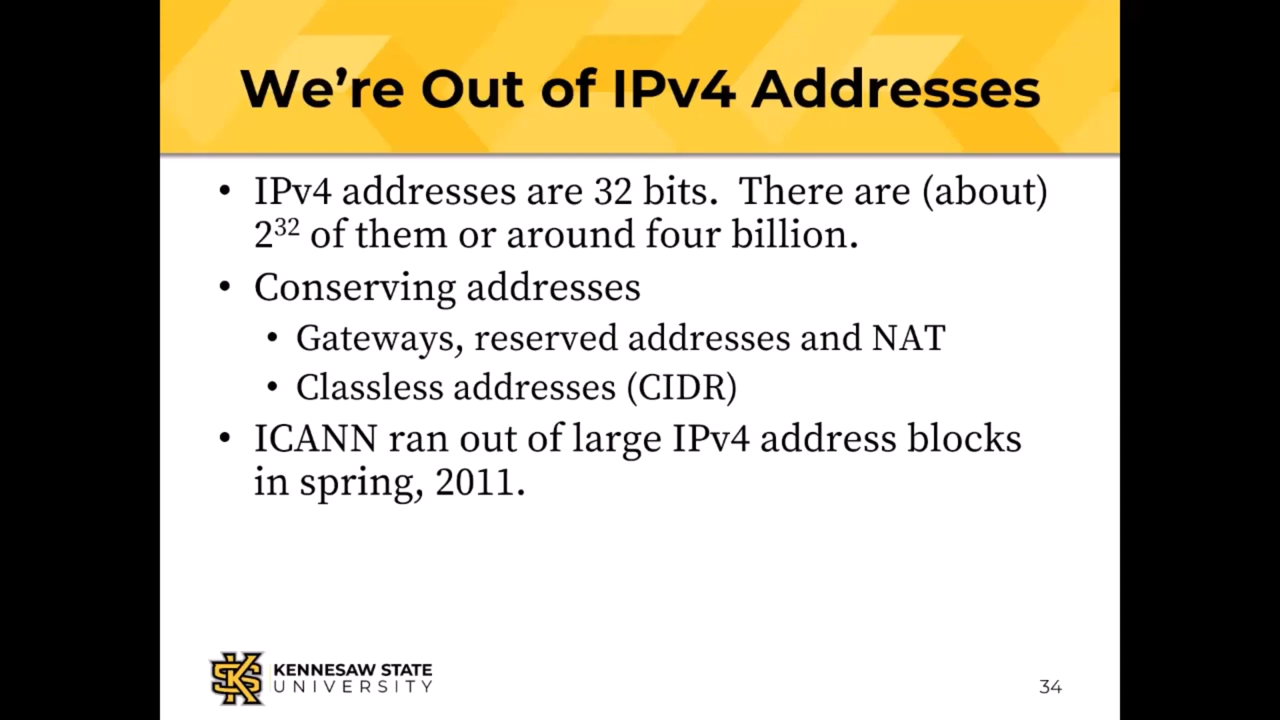 We’re Out of IPv4 Addresses
• IPv4 addresses are 32 bits.  There are (about)
2³² of them or around four billion.
• Conserving addresses
• Gateways, reserved addresses and NAT
• Classless addresses (CIDR)
• ICANN ran out of large IPv4 address blocks
in spring, 2011.
KENNESAW STATE
UNIVERSITY
34